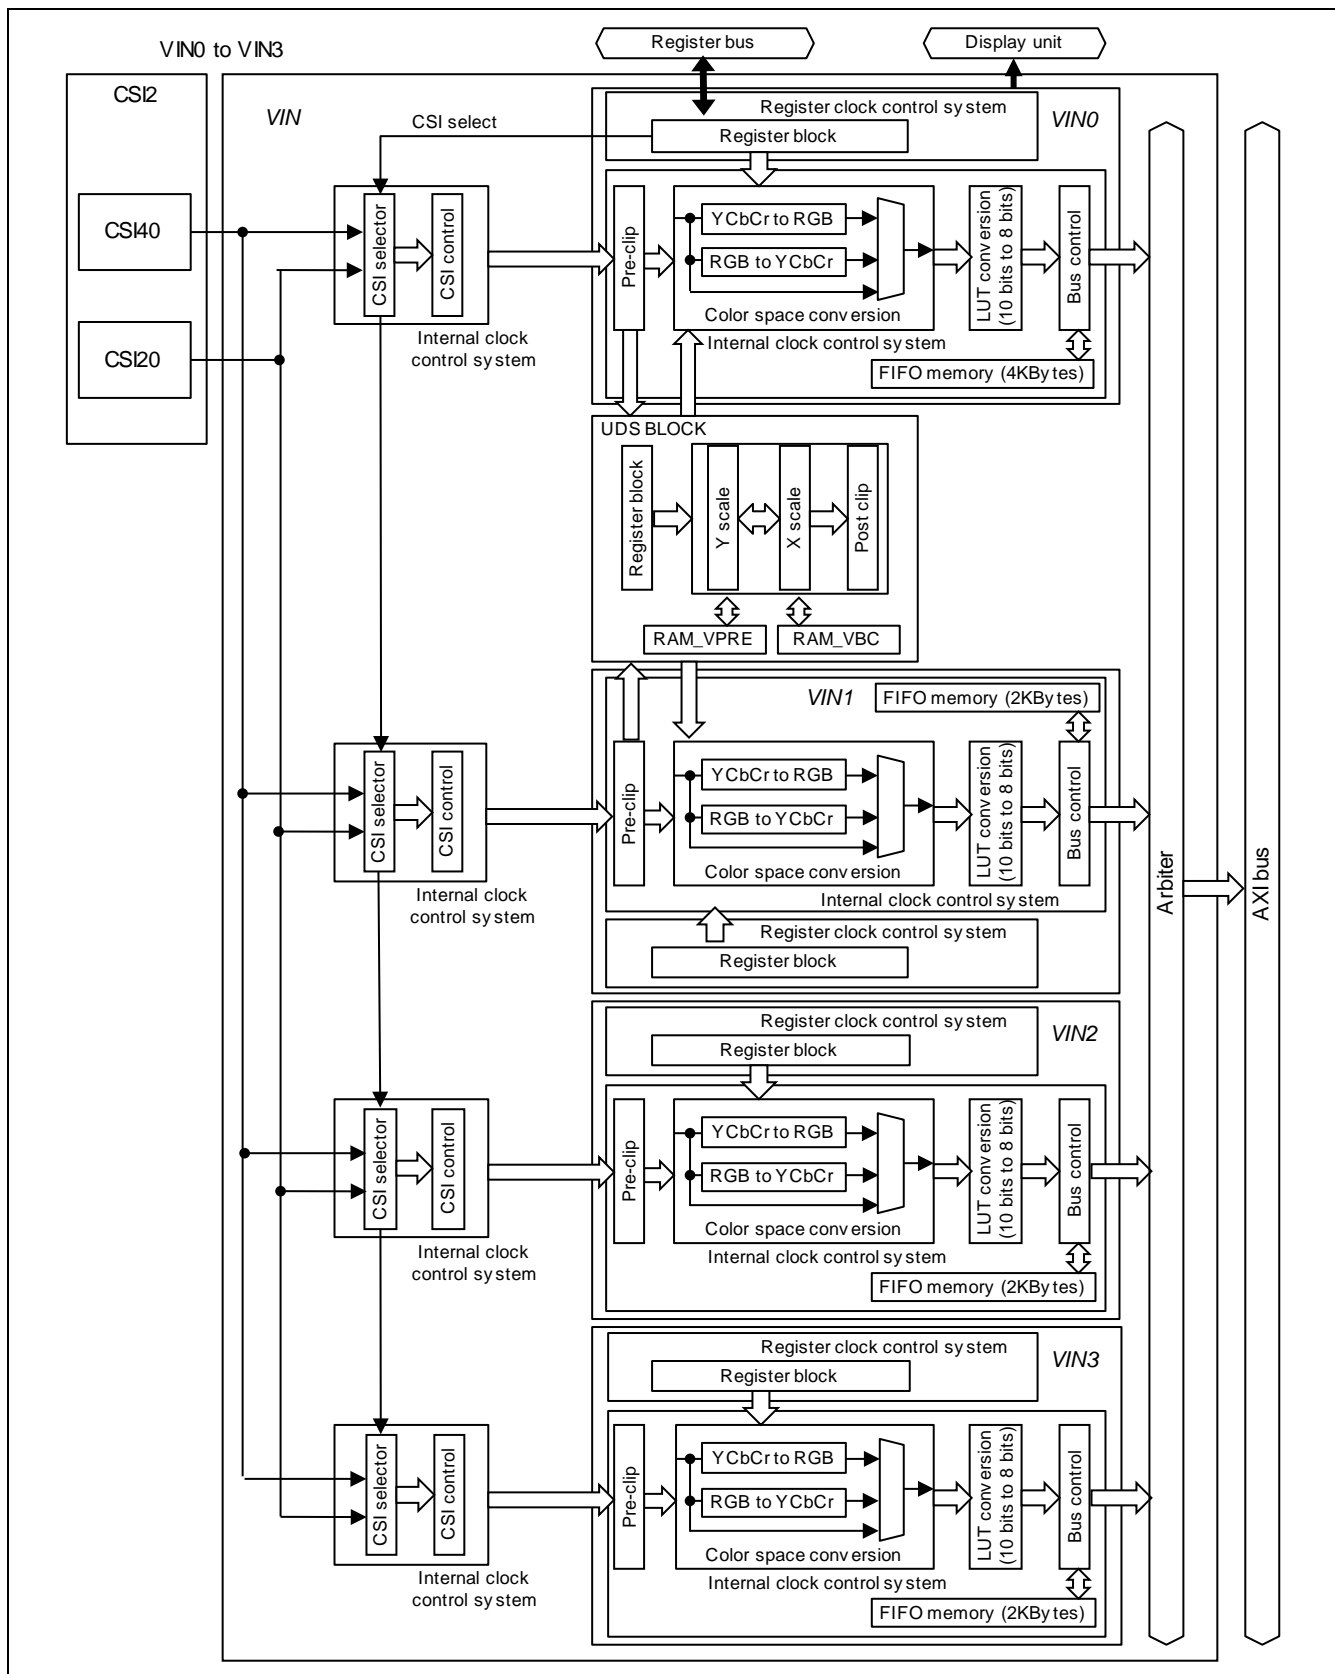 VIN0 to VIN3
Register bus
Display unit
CSI2
VIN
CSI select
Register clock control system
VIN0
Register block
CSI40
CSI20
CSI selector
CSI control
Internal clock
control system
Pre-clip
YCbCr to RGB
RGB to YCbCr
Color space conversion
Internal clock control system
LUT conversion
(10 bits to 8 bits)
Bus control
FIFO memory (4KBytes)
UDS BLOCK
Register block
Y scale
X scale
Post clip
RAM_VPRE
RAM_VBC
VIN1
FIFO memory (2KBytes)
CSI selector
CSI control
Internal clock
control system
Pre-clip
YCbCr to RGB
RGB to YCbCr
Color space conversion
Internal clock control system
LUT conversion
(10 bits to 8 bits)
Bus control
Register clock control system
Register block
Arbiter
AXI bus
Register clock control system
VIN2
Register block
CSI selector
CSI control
Internal clock
control system
Pre-clip
YCbCr to RGB
RGB to YCbCr
Color space conversion
Internal clock control system
LUT conversion
(10 bits to 8 bits)
Bus control
FIFO memory (2KBytes)
Register clock control system
VIN3
Register block
CSI selector
CSI control
Internal clock
control system
Pre-clip
YCbCr to RGB
RGB to YCbCr
Color space conversion
Internal clock control system
LUT conversion
(10 bits to 8 bits)
Bus control
FIFO memory (2KBytes)